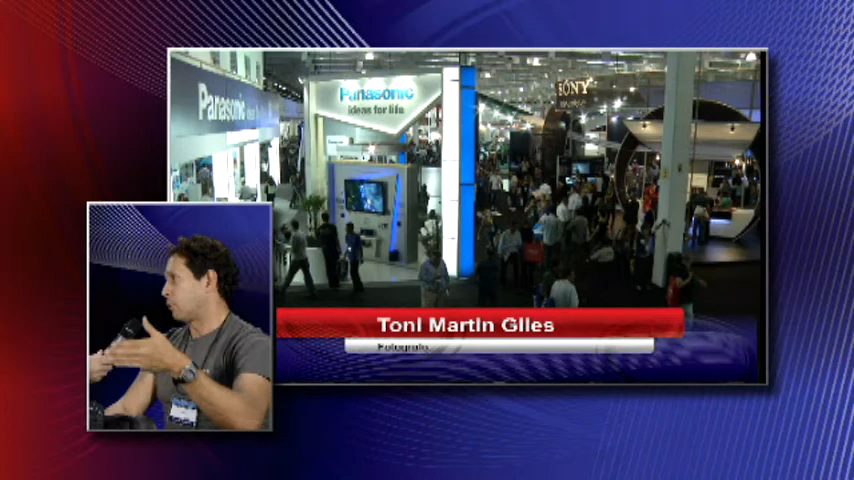 Panasonic
Panasonic
ideas for life
SONY
Toni Martin Giles
Fotografo